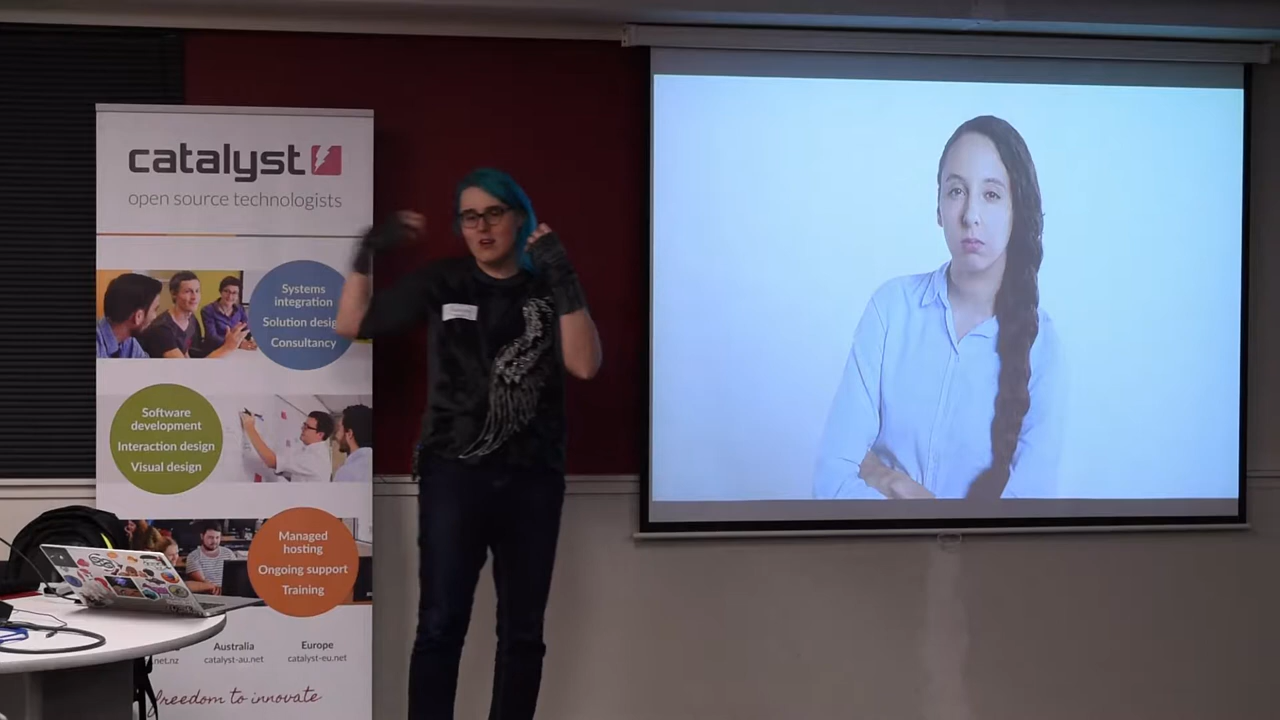 catalyst
open source technologists
Systems
integration
Solution desig
Consultancy
Software
development
Interaction design
Visual design
Managed
hosting
Ongoing support
Training
Australia
Europe
.net.nz
catalyst-au.net
catalyst-eu.net
freedom to innovate